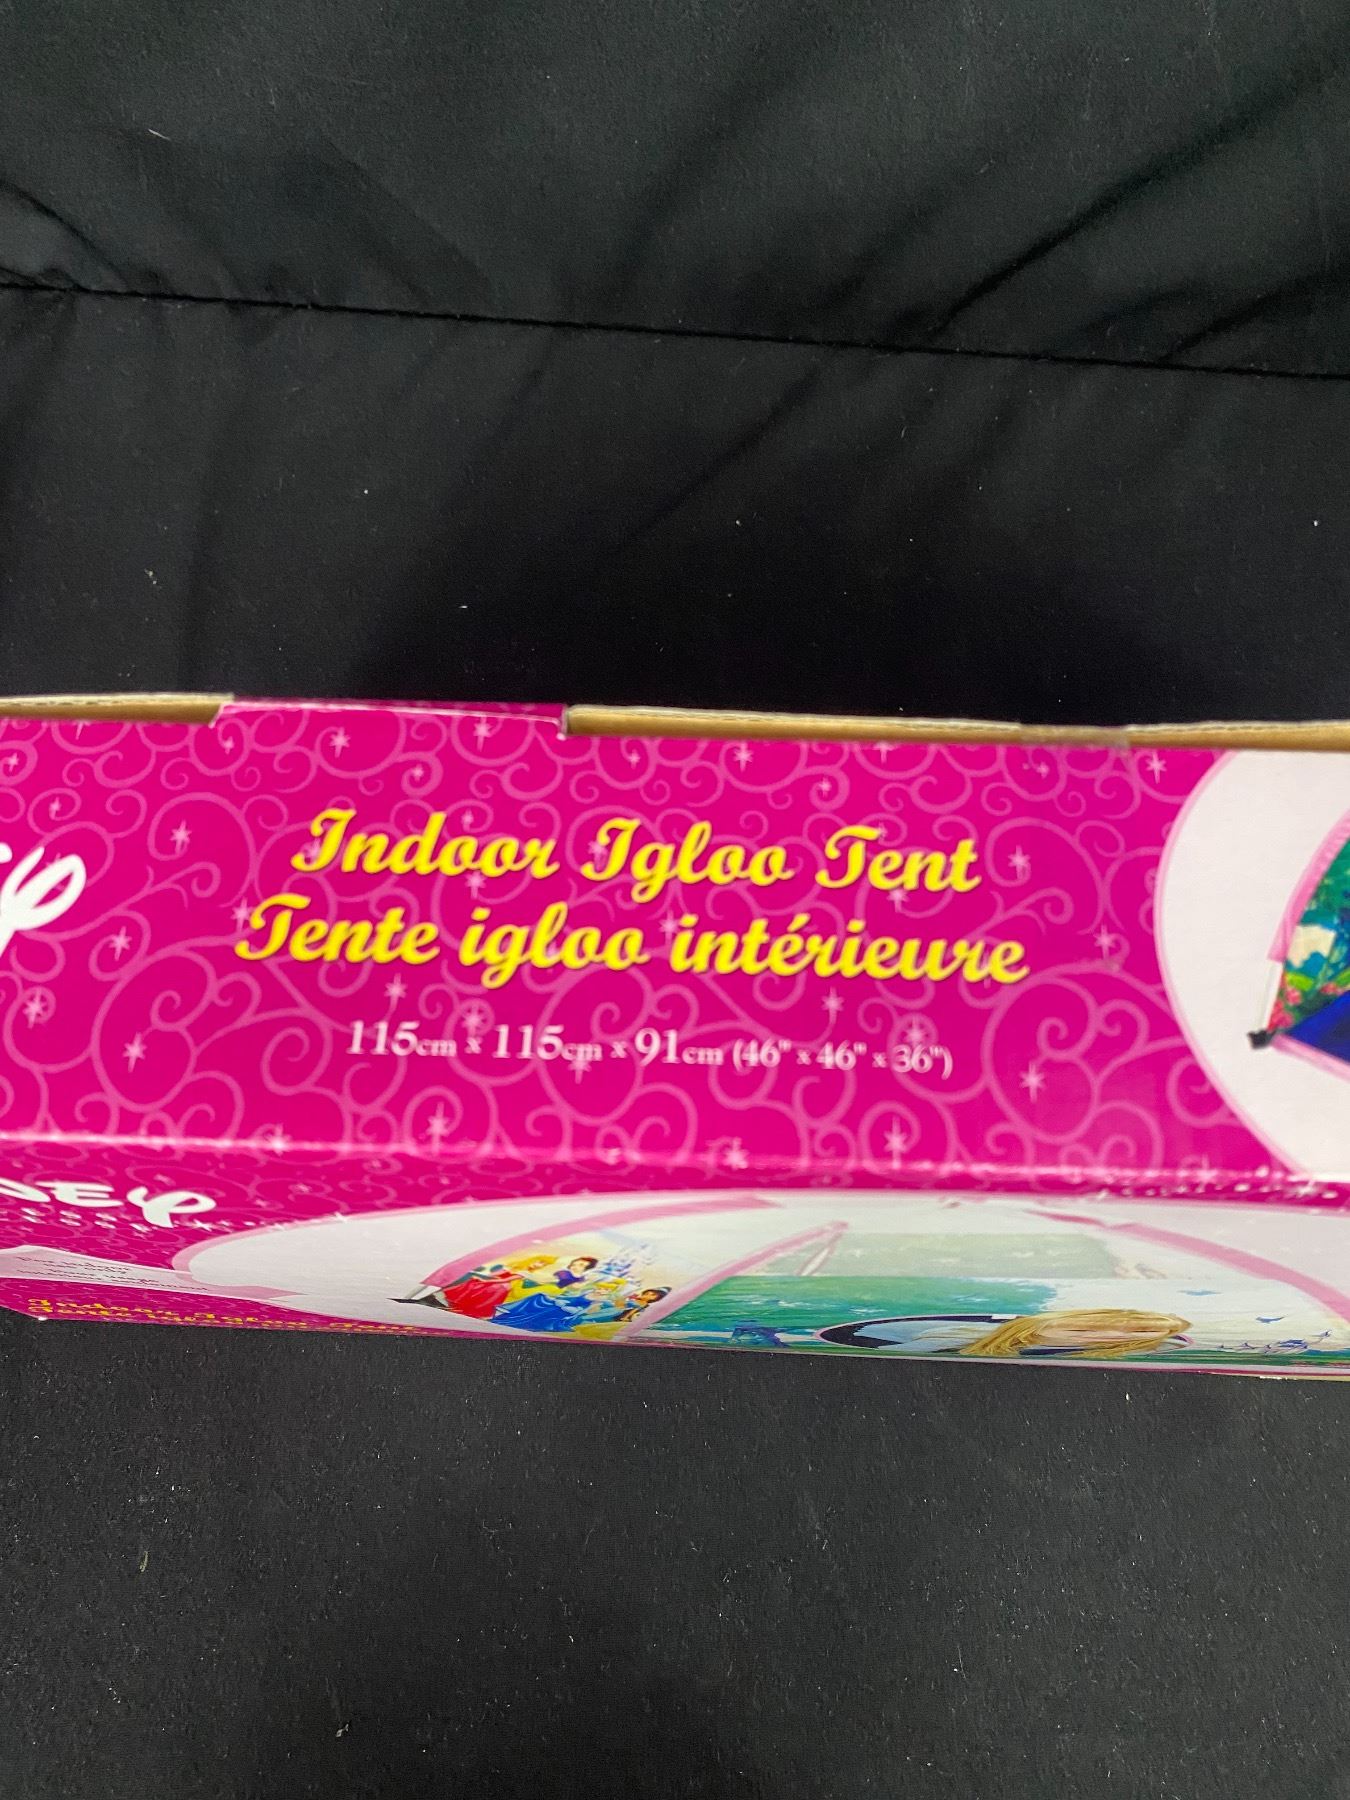 Indoor Igloo Tent
Tente igloo intérieure
115cm x 115cm x 91cm (46" x 46" x 36")